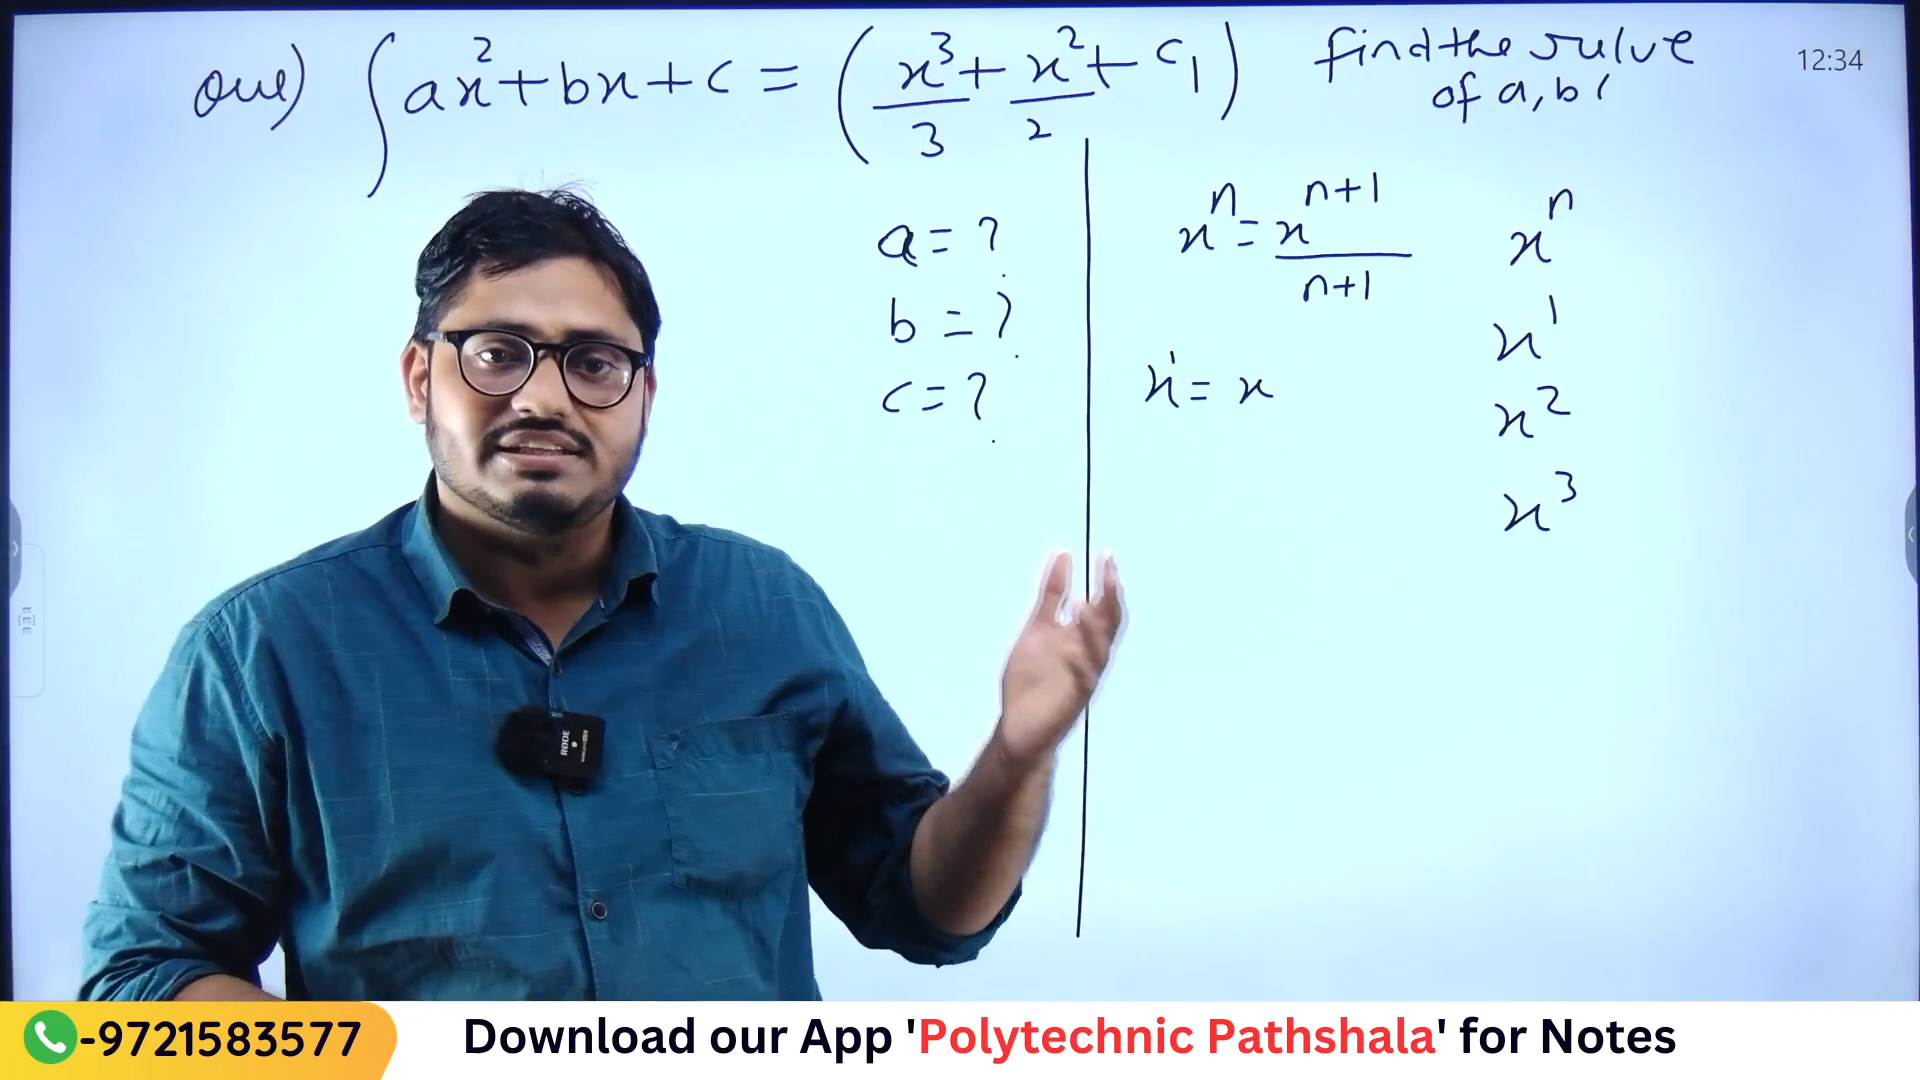 que) ∫ax²+bx+c = (x³/3 + x²/2 + c₁) find the value
of a, b,
12:34
a = ?
b = ?
c = ?
xⁿ = xⁿ⁺¹/n+1
x¹ = x
xⁿ
x¹
x²
x³
RØDE
-9721583577
Download our App 'Polytechnic Pathshala' for Notes